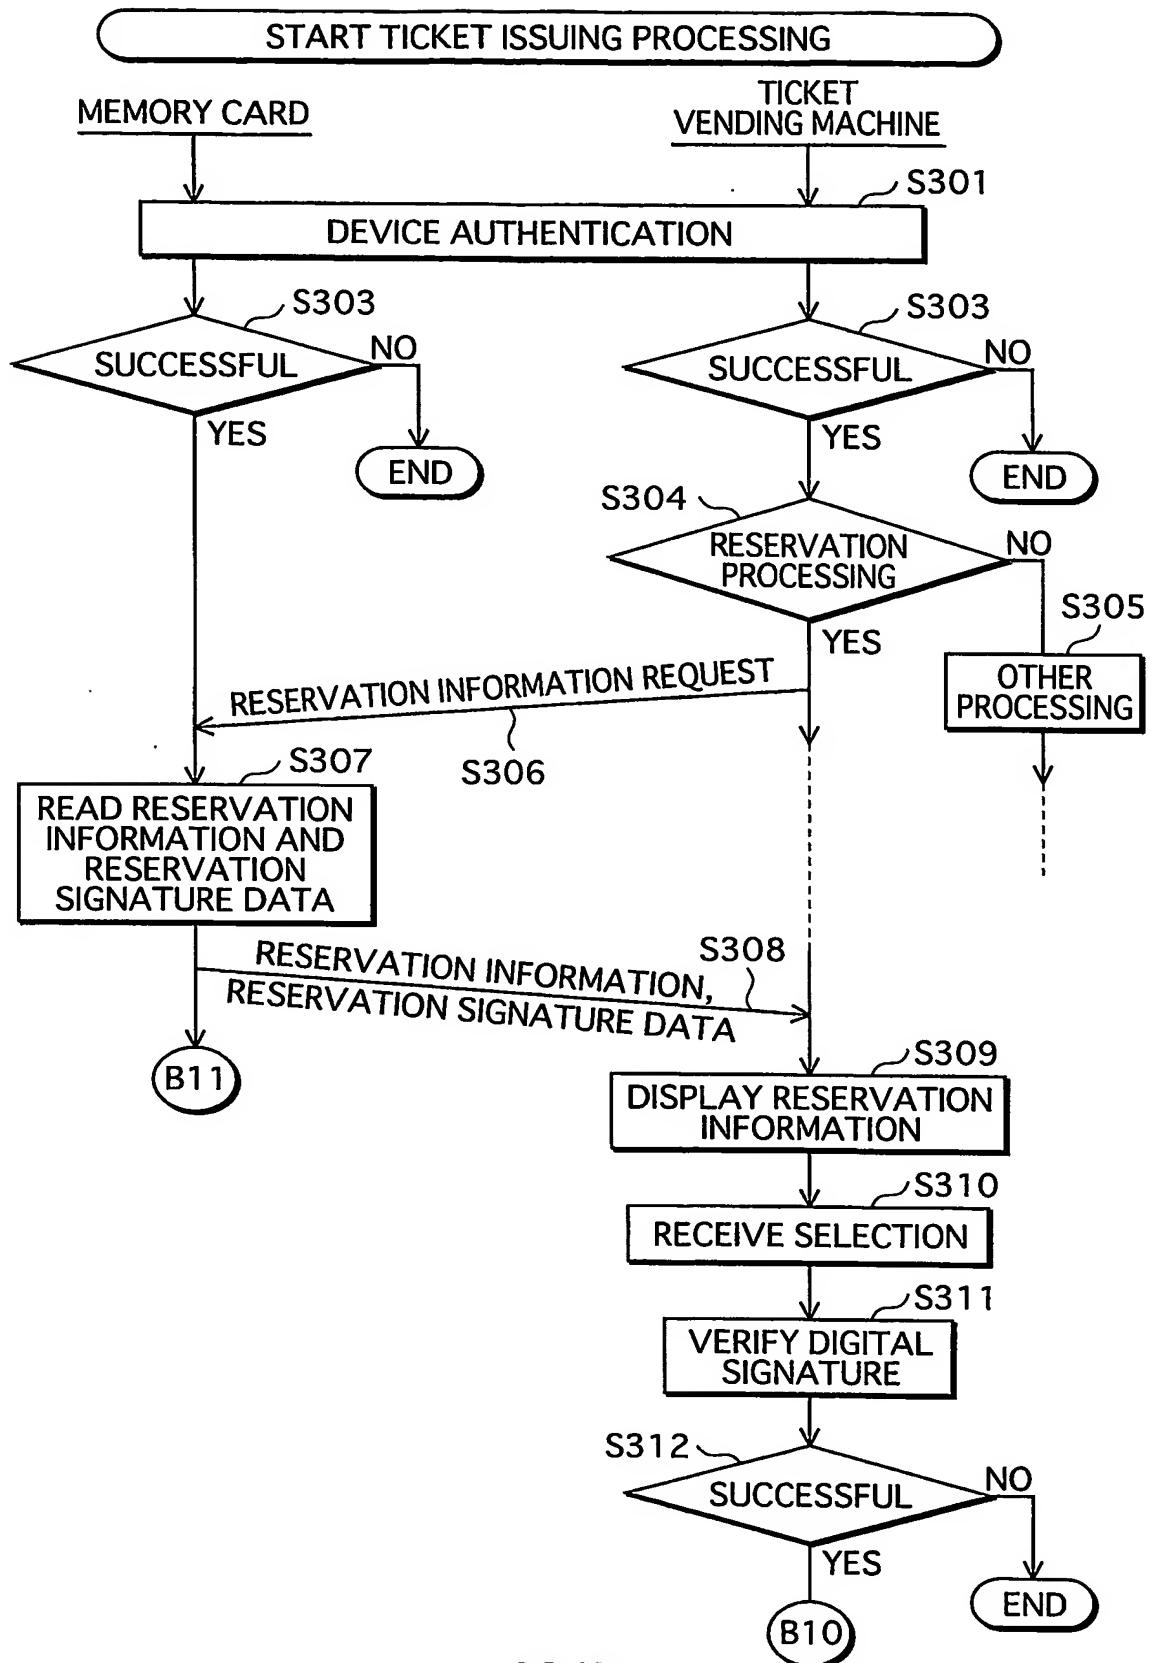 START TICKET ISSUING PROCESSING
MEMORY CARD
TICKET
VENDING MACHINE
S301
DEVICE AUTHENTICATION
S303
SUCCESSFUL
NO
YES
END
S303
SUCCESSFUL
NO
YES
END
S304
RESERVATION
PROCESSING
NO
YES
S305
OTHER
PROCESSING
RESERVATION INFORMATION REQUEST
S306
S307
READ RESERVATION
INFORMATION AND
RESERVATION
SIGNATURE DATA
S308
RESERVATION INFORMATION,
RESERVATION SIGNATURE DATA
B11
S309
DISPLAY RESERVATION
INFORMATION
S310
RECEIVE SELECTION
S311
VERIFY DIGITAL
SIGNATURE
S312
SUCCESSFUL
NO
YES
END
B10